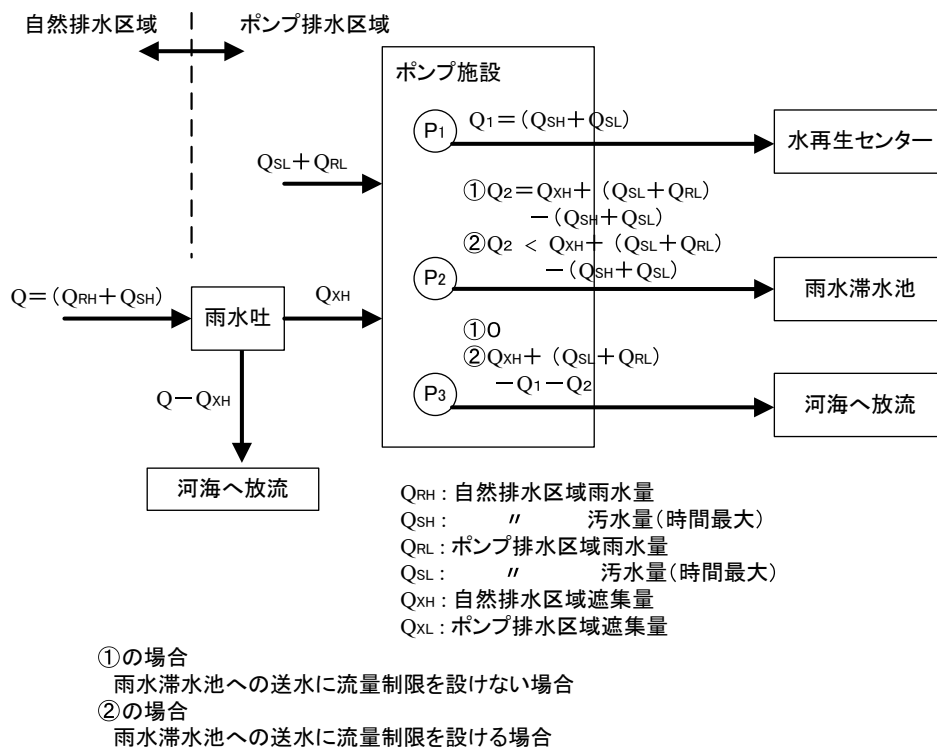 自然排水区域
ポンプ排水区域
ポンプ施設
P1
Q1＝(QSH＋QSL)
水再生センター
QSL＋QRL
①Q2＝QXH＋ (QSL＋QRL)
－(QSH＋QSL)
②Q2 < QXH＋ (QSL＋QRL)
－(QSH＋QSL)
P2
雨水滞水池
Q＝(QRH＋QSH)
雨水吐
QXH
①0
②QXH＋ (QSL＋QRL)
－Q1－Q2
P3
河海へ放流
Q－QXH
河海へ放流
QRH : 自然排水区域雨水量
QSH : 〃 汚水量(時間最大)
QRL : ポンプ排水区域雨水量
QSL : 〃 汚水量(時間最大)
QXH : 自然排水区域遮集量
QXL : ポンプ排水区域遮集量
①の場合
雨水滞水池への送水に流量制限を設けない場合
②の場合
雨水滞水池への送水に流量制限を設ける場合